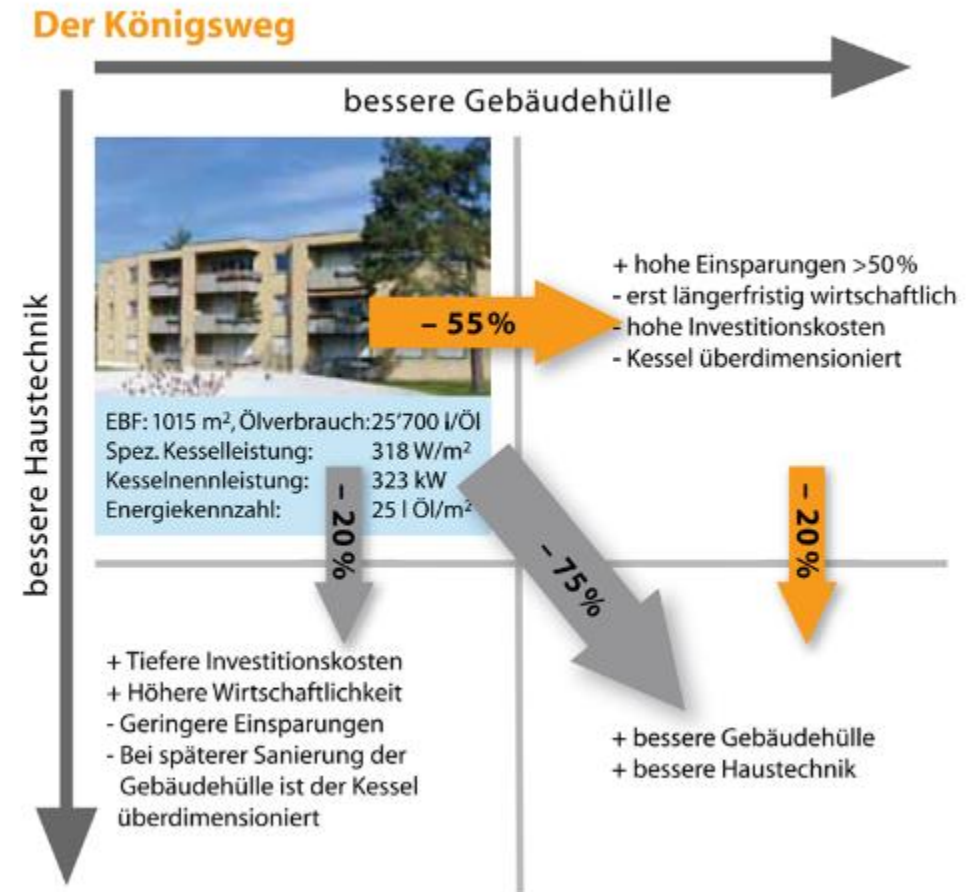 Der Königsweg
bessere Gebäudehülle
bessere Haustechnik
+ hohe Einsparungen >50%
- erst längerfristig wirtschaftlich
- hohe Investitionskosten
- Kessel überdimensioniert
– 55%
EBF: 1015 m², Ölverbrauch:25'700 l/Öl
Spez. Kesselleistung: 318 W/m²
Kesselnennleistung: 323 kW
Energiekennzahl: 25 l Öl/m²
– 20%
– 75%
– 20%
+ Tiefere Investitionskosten
+ Höhere Wirtschaftlichkeit
- Geringere Einsparungen
- Bei späterer Sanierung der
Gebäudehülle ist der Kessel
überdimensioniert
+ bessere Gebäudehülle
+ bessere Haustechnik